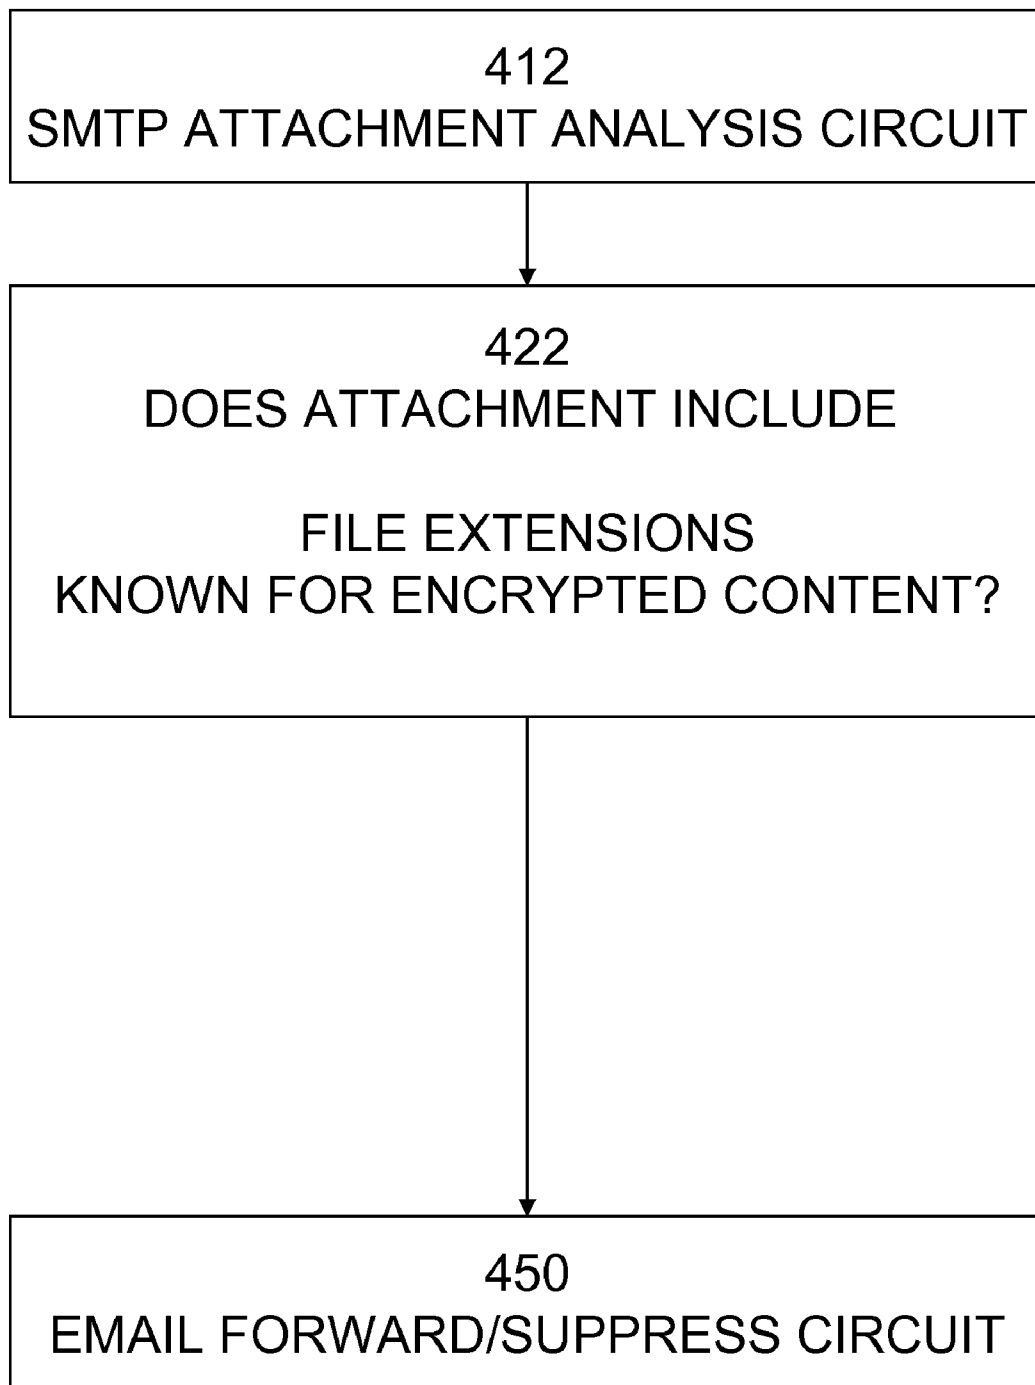 412
SMTP ATTACHMENT ANALYSIS CIRCUIT
422
DOES ATTACHMENT INCLUDE
FILE EXTENSIONS
KNOWN FOR ENCRYPTED CONTENT?
450
EMAIL FORWARD/SUPPRESS CIRCUIT